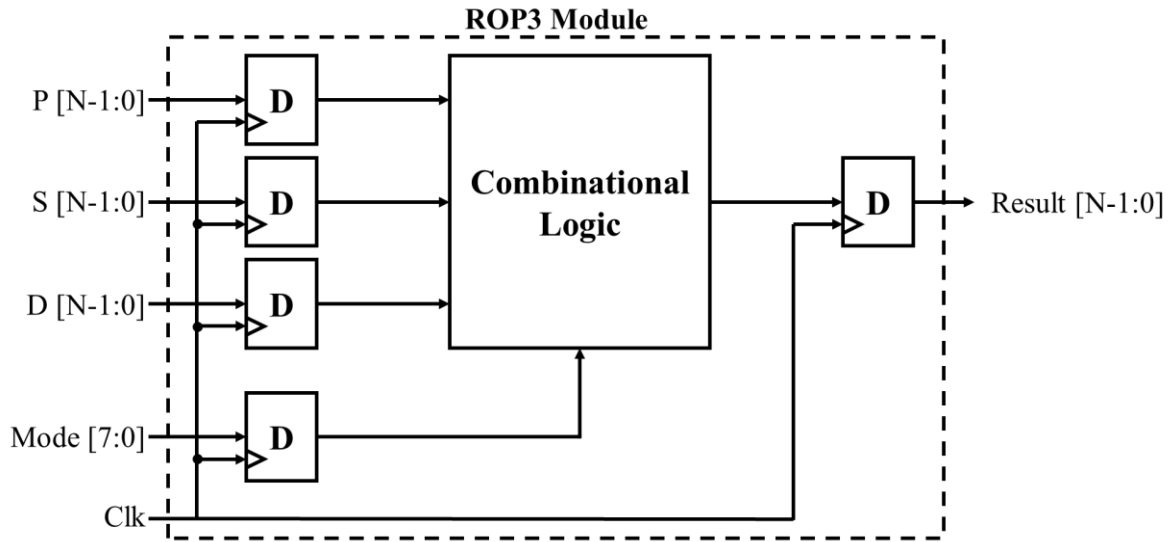 ROP3 Module
P [N-1:0]
D
S [N-1:0]
D
Combinational
Logic
D
Result [N-1:0]
D [N-1:0]
D
Mode [7:0]
D
Clk